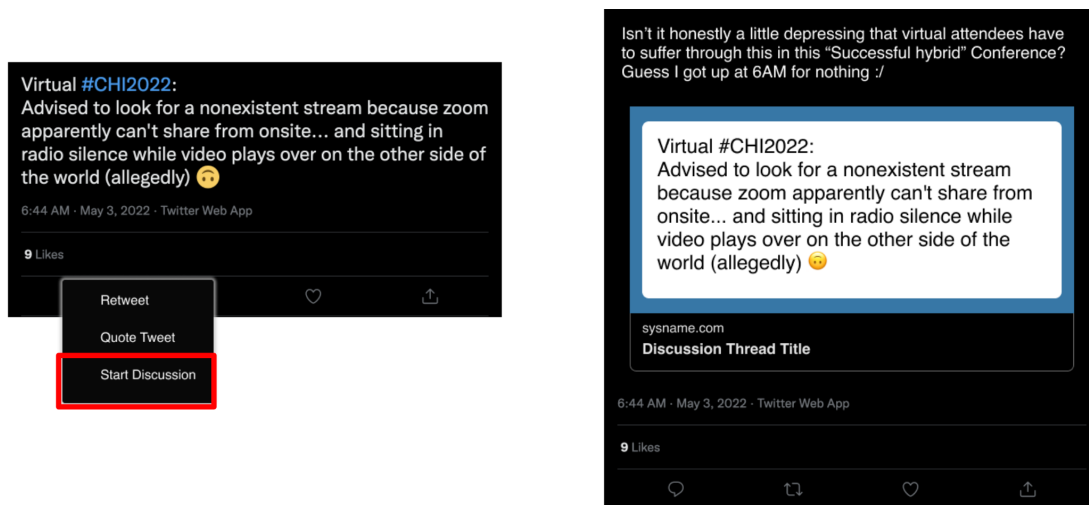 Virtual #CHI2022:
Advised to look for a nonexistent stream because zoom
apparently can't share from onsite... and sitting in
radio silence while video plays over on the other side of
the world (allegedly) 🙃
6:44 AM · May 3, 2022 · Twitter Web App
9 Likes
Retweet
Quote Tweet
Start Discussion
Isn't it honestly a little depressing that virtual attendees have
to suffer through this in this “Successful hybrid” Conference?
Guess I got up at 6AM for nothing :/
Virtual #CHI2022:
Advised to look for a nonexistent stream
because zoom apparently can't share from
onsite... and sitting in radio silence while
video plays over on the other side of the
world (allegedly) 🙃
sysname.com
Discussion Thread Title
6:44 AM · May 3, 2022 · Twitter Web App
9 Likes